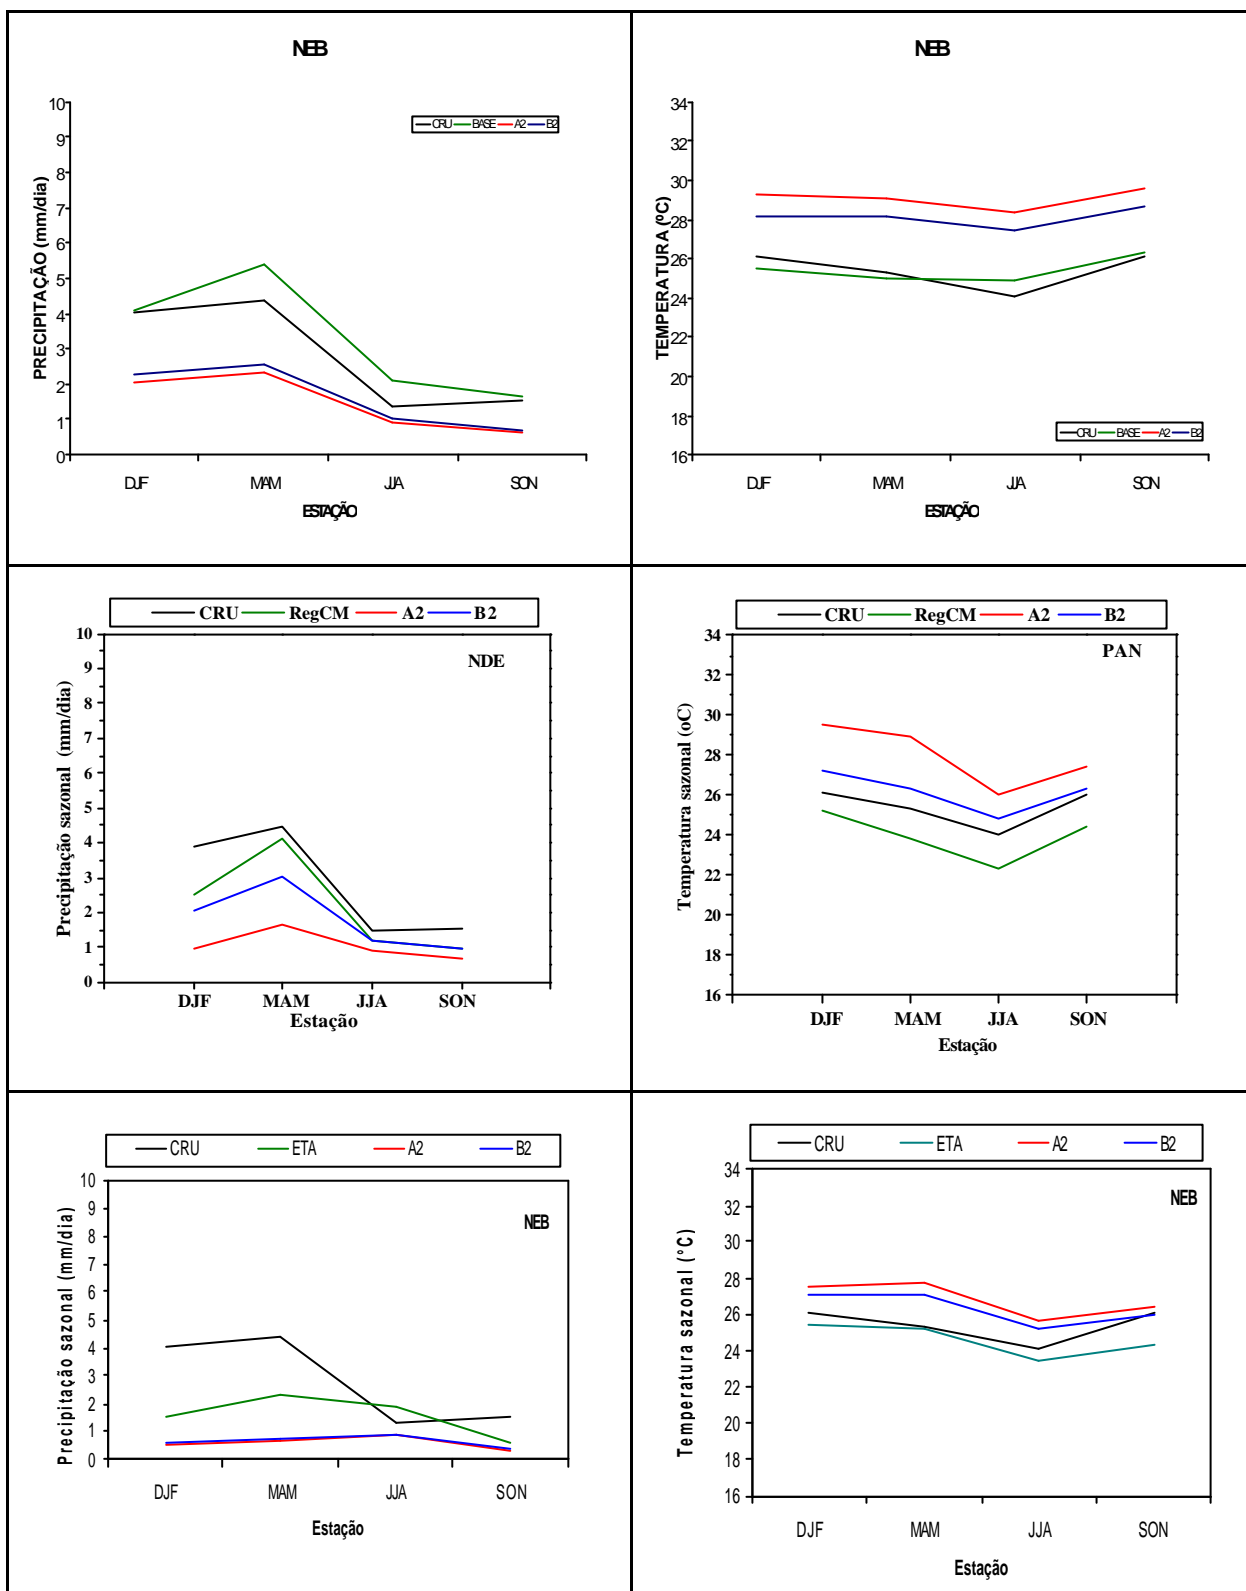 NEB
CRU BASE A2 B2
PRECIPITAÇÃO (mm/dia)
10
9
8
7
6
5
4
3
2
1
0
DJF MAM JJA SON
ESTAÇÃO
NEB
TEMPERATURA (ºC)
34
32
30
28
26
24
22
20
18
16
CRU BASE A2 B2
DJF MAM JJA SON
ESTAÇÃO
CRU RegCM A2 B2
NDE
Precipitação sazonal (mm/dia)
10
9
8
7
6
5
4
3
2
1
0
DJF MAM JJA SON
Estação
CRU RegCM A2 B2
PAN
Temperatura sazonal (oC)
34
32
30
28
26
24
22
20
18
16
DJF MAM JJA SON
Estação
CRU ETA A2 B2
NEB
Precipitação sazonal (mm/dia)
10
9
8
7
6
5
4
3
2
1
0
DJF MAM JJA SON
Estação
CRU ETA A2 B2
NEB
Temperatura sazonal (°C)
34
32
30
28
26
24
22
20
18
16
DJF MAM JJA SON
Estação